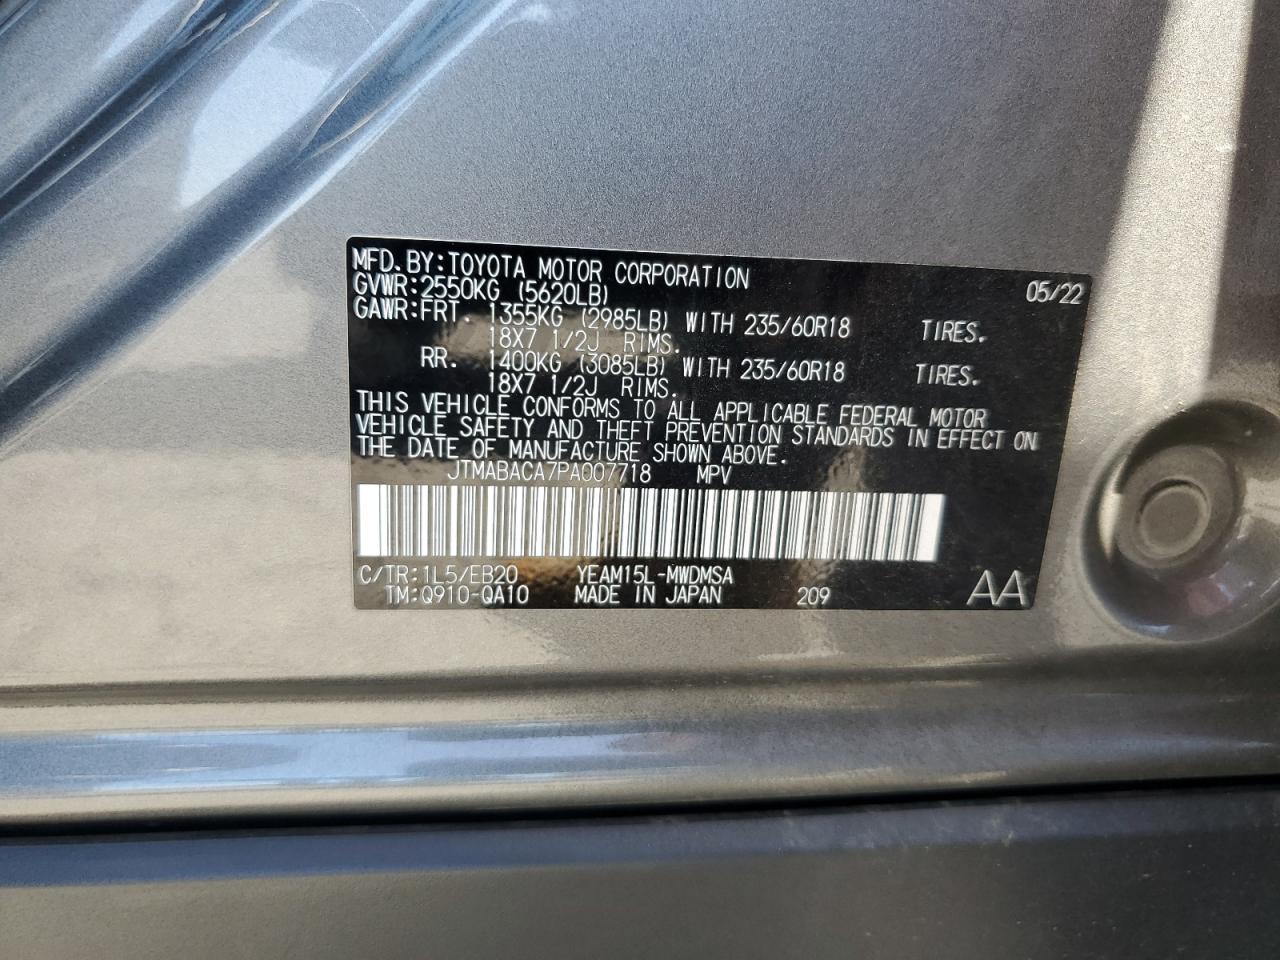 MFD.BY:TOYOTA MOTOR CORPORATION 05/22
GVWR:2550KG (5620LB)
GAWR:FRT. 1355KG (2985LB) WITH 235/60R18 TIRES.
18X7 1/2J RIMS.
RR. 1400KG (3085LB) WITH 235/60R18 TIRES.
18X7 1/2J RIMS.
THIS VEHICLE CONFORMS TO ALL APPLICABLE FEDERAL MOTOR
VEHICLE SAFETY AND THEFT PREVENTION STANDARDS IN EFFECT ON
THE DATE OF MANUFACTURE SHOWN ABOVE.
JTMABACA7PA007718 MPV
C/TR:1L5/EB20 YEAM15L-MWDMSA
TM:Q910-QA10 MADE IN JAPAN 209 AA